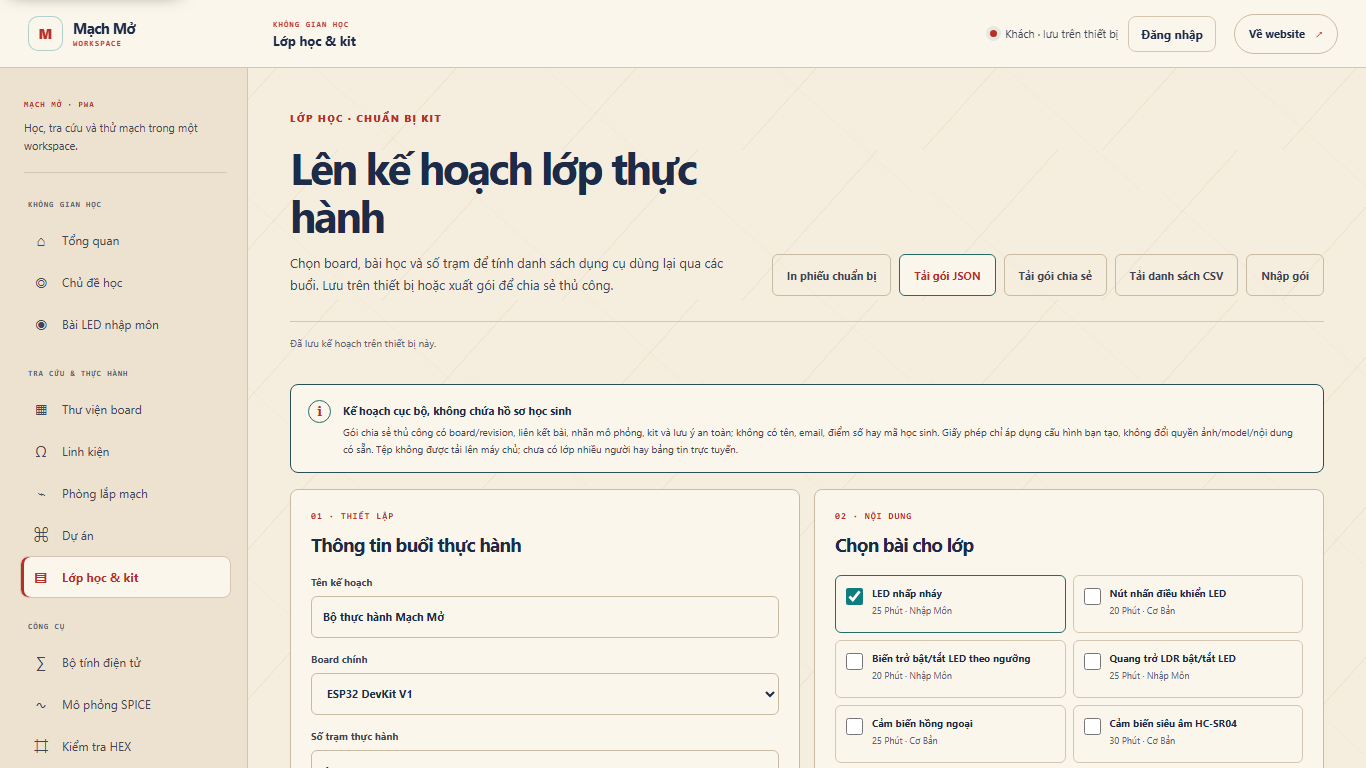 M
Mạch Mở
WORKSPACE
KHÔNG GIAN HỌC
Lớp học & kit
Khách · lưu trên thiết bị
Đăng nhập
Về website ↗
MẠCH MỞ · PWA
Học, tra cứu và thử mạch trong một
workspace.
KHÔNG GIAN HỌC
Tổng quan
Chủ đề học
Bài LED nhập môn
TRA CỨU & THỰC HÀNH
Thư viện board
Ω Linh kiện
Phòng lắp mạch
⌘ Dự án
Lớp học & kit
CÔNG CỤ
∑ Bộ tính điện tử
∿ Mô phỏng SPICE
Kiểm tra HEX
LỚP HỌC · CHUẨN BỊ KIT
Lên kế hoạch lớp thực
hành
Chọn board, bài học và số trạm để tính danh sách dụng cụ dùng lại qua các
buổi. Lưu trên thiết bị hoặc xuất gói để chia sẻ thủ công.
In phiếu chuẩn bị
Tải gói JSON
Tải gói chia sẻ
Tải danh sách CSV
Nhập gói
Đã lưu kế hoạch trên thiết bị này.
i
Kế hoạch cục bộ, không chứa hồ sơ học sinh
Gói chia sẻ thủ công có board/revision, liên kết bài, nhãn mô phỏng, kit và lưu ý an toàn; không có tên, email, điểm số hay mã học sinh. Giấy phép chỉ áp dụng cấu hình bạn tạo, không đổi quyền ảnh/model/nội dung
có sẵn. Tệp không được tải lên máy chủ; chưa có lớp nhiều người hay bảng tin trực tuyến.
01 · THIẾT LẬP
Thông tin buổi thực hành
Tên kế hoạch
Bộ thực hành Mạch Mở
Board chính
ESP32 DevKit V1
Số trạm thực hành
02 · NỘI DUNG
Chọn bài cho lớp
LED nhấp nháy
25 Phút · Nhập Môn
Nút nhấn điều khiển LED
20 Phút · Cơ Bản
Biến trở bật/tắt LED theo ngưỡng
20 Phút · Nhập Môn
Quang trở LDR bật/tắt LED
25 Phút · Nhập Môn
Cảm biến hồng ngoại
25 Phút · Cơ Bản
Cảm biến siêu âm HC-SR04
30 Phút · Cơ Bản